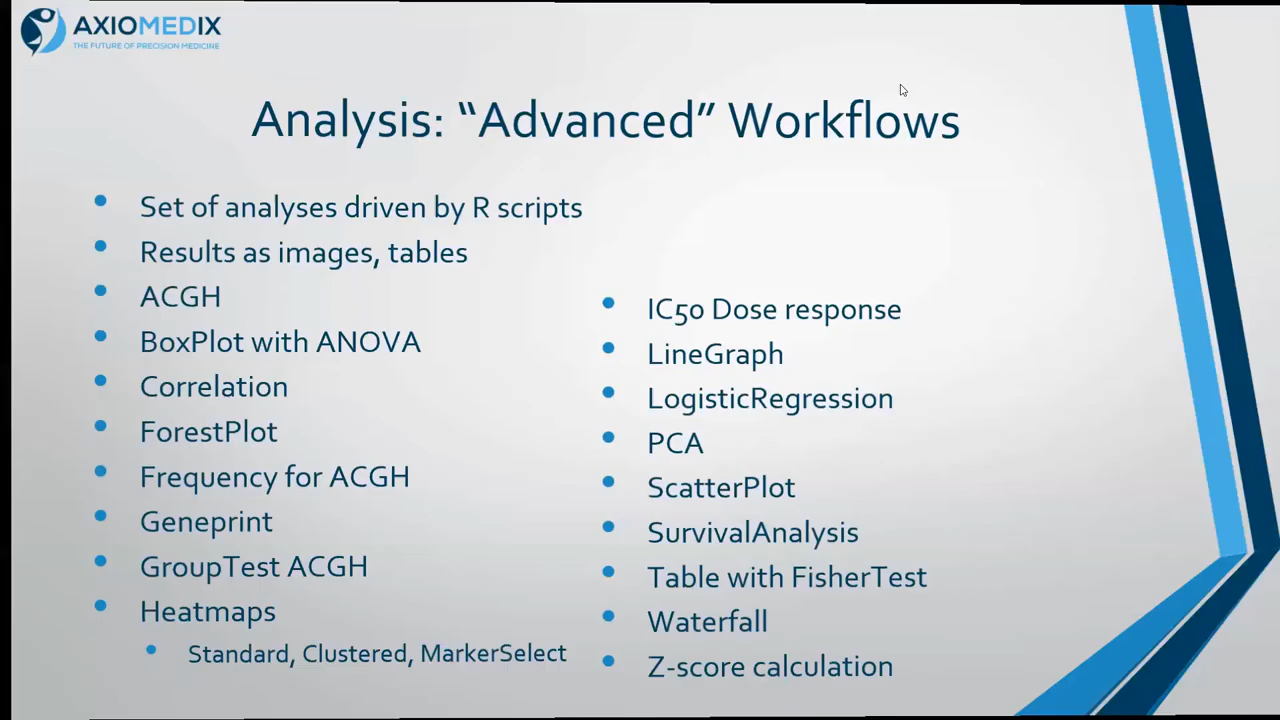 AXIOMEDIX
THE FUTURE OF PRECISION MEDICINE
Analysis: “Advanced” Workflows
Set of analyses driven by R scripts
Results as images, tables
ACGH
BoxPlot with ANOVA
Correlation
ForestPlot
Frequency for ACGH
Geneprint
GroupTest ACGH
Heatmaps
Standard, Clustered, MarkerSelect
IC50 Dose response
LineGraph
LogisticRegression
PCA
ScatterPlot
SurvivalAnalysis
Table with FisherTest
Waterfall
Z-score calculation